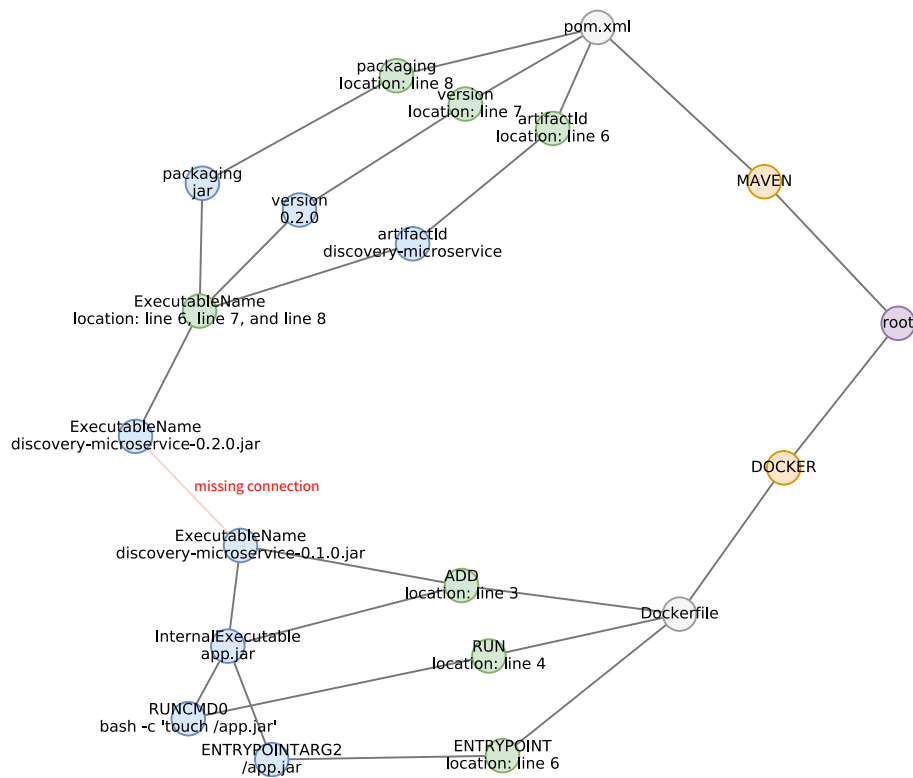 pom.xml
packaging
location: line 8
version
location: line 7
artifactId
location: line 6
packaging
jar
MAVEN
version
0.2.0
artifactId
discovery-microservice
ExecutableName
location: line 6, line 7, and line 8
root
ExecutableName
discovery-microservice-0.2.0.jar
DOCKER
missing connection
ExecutableName
discovery-microservice-0.1.0.jar
ADD
location: line 3
Dockerfile
InternalExecutable
app.jar
RUN
location: line 4
RUNCMD0
bash -c 'touch /app.jar'
ENTRYPOINTARG2
/app.jar
ENTRYPOINT
location: line 6